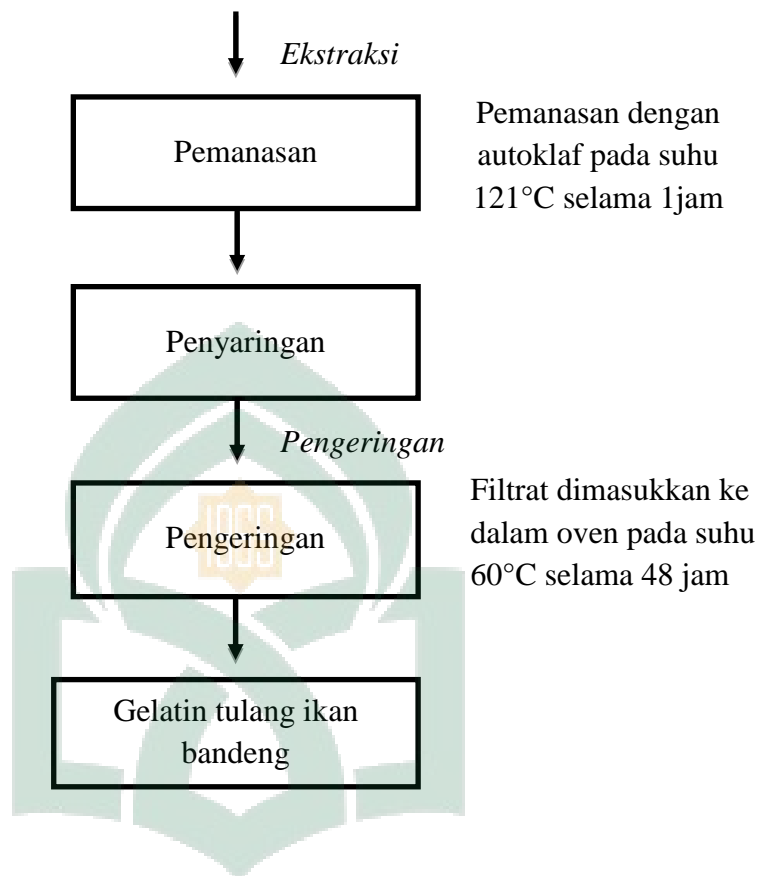 Ekstraksi
Pemanasan
Pemanasan dengan
autoklaf pada suhu
121°C selama 1jam
Penyaringan
Pengeringan
Pengeringan
Filtrat dimasukkan ke
dalam oven pada suhu
60°C selama 48 jam
Gelatin tulang ikan
bandeng